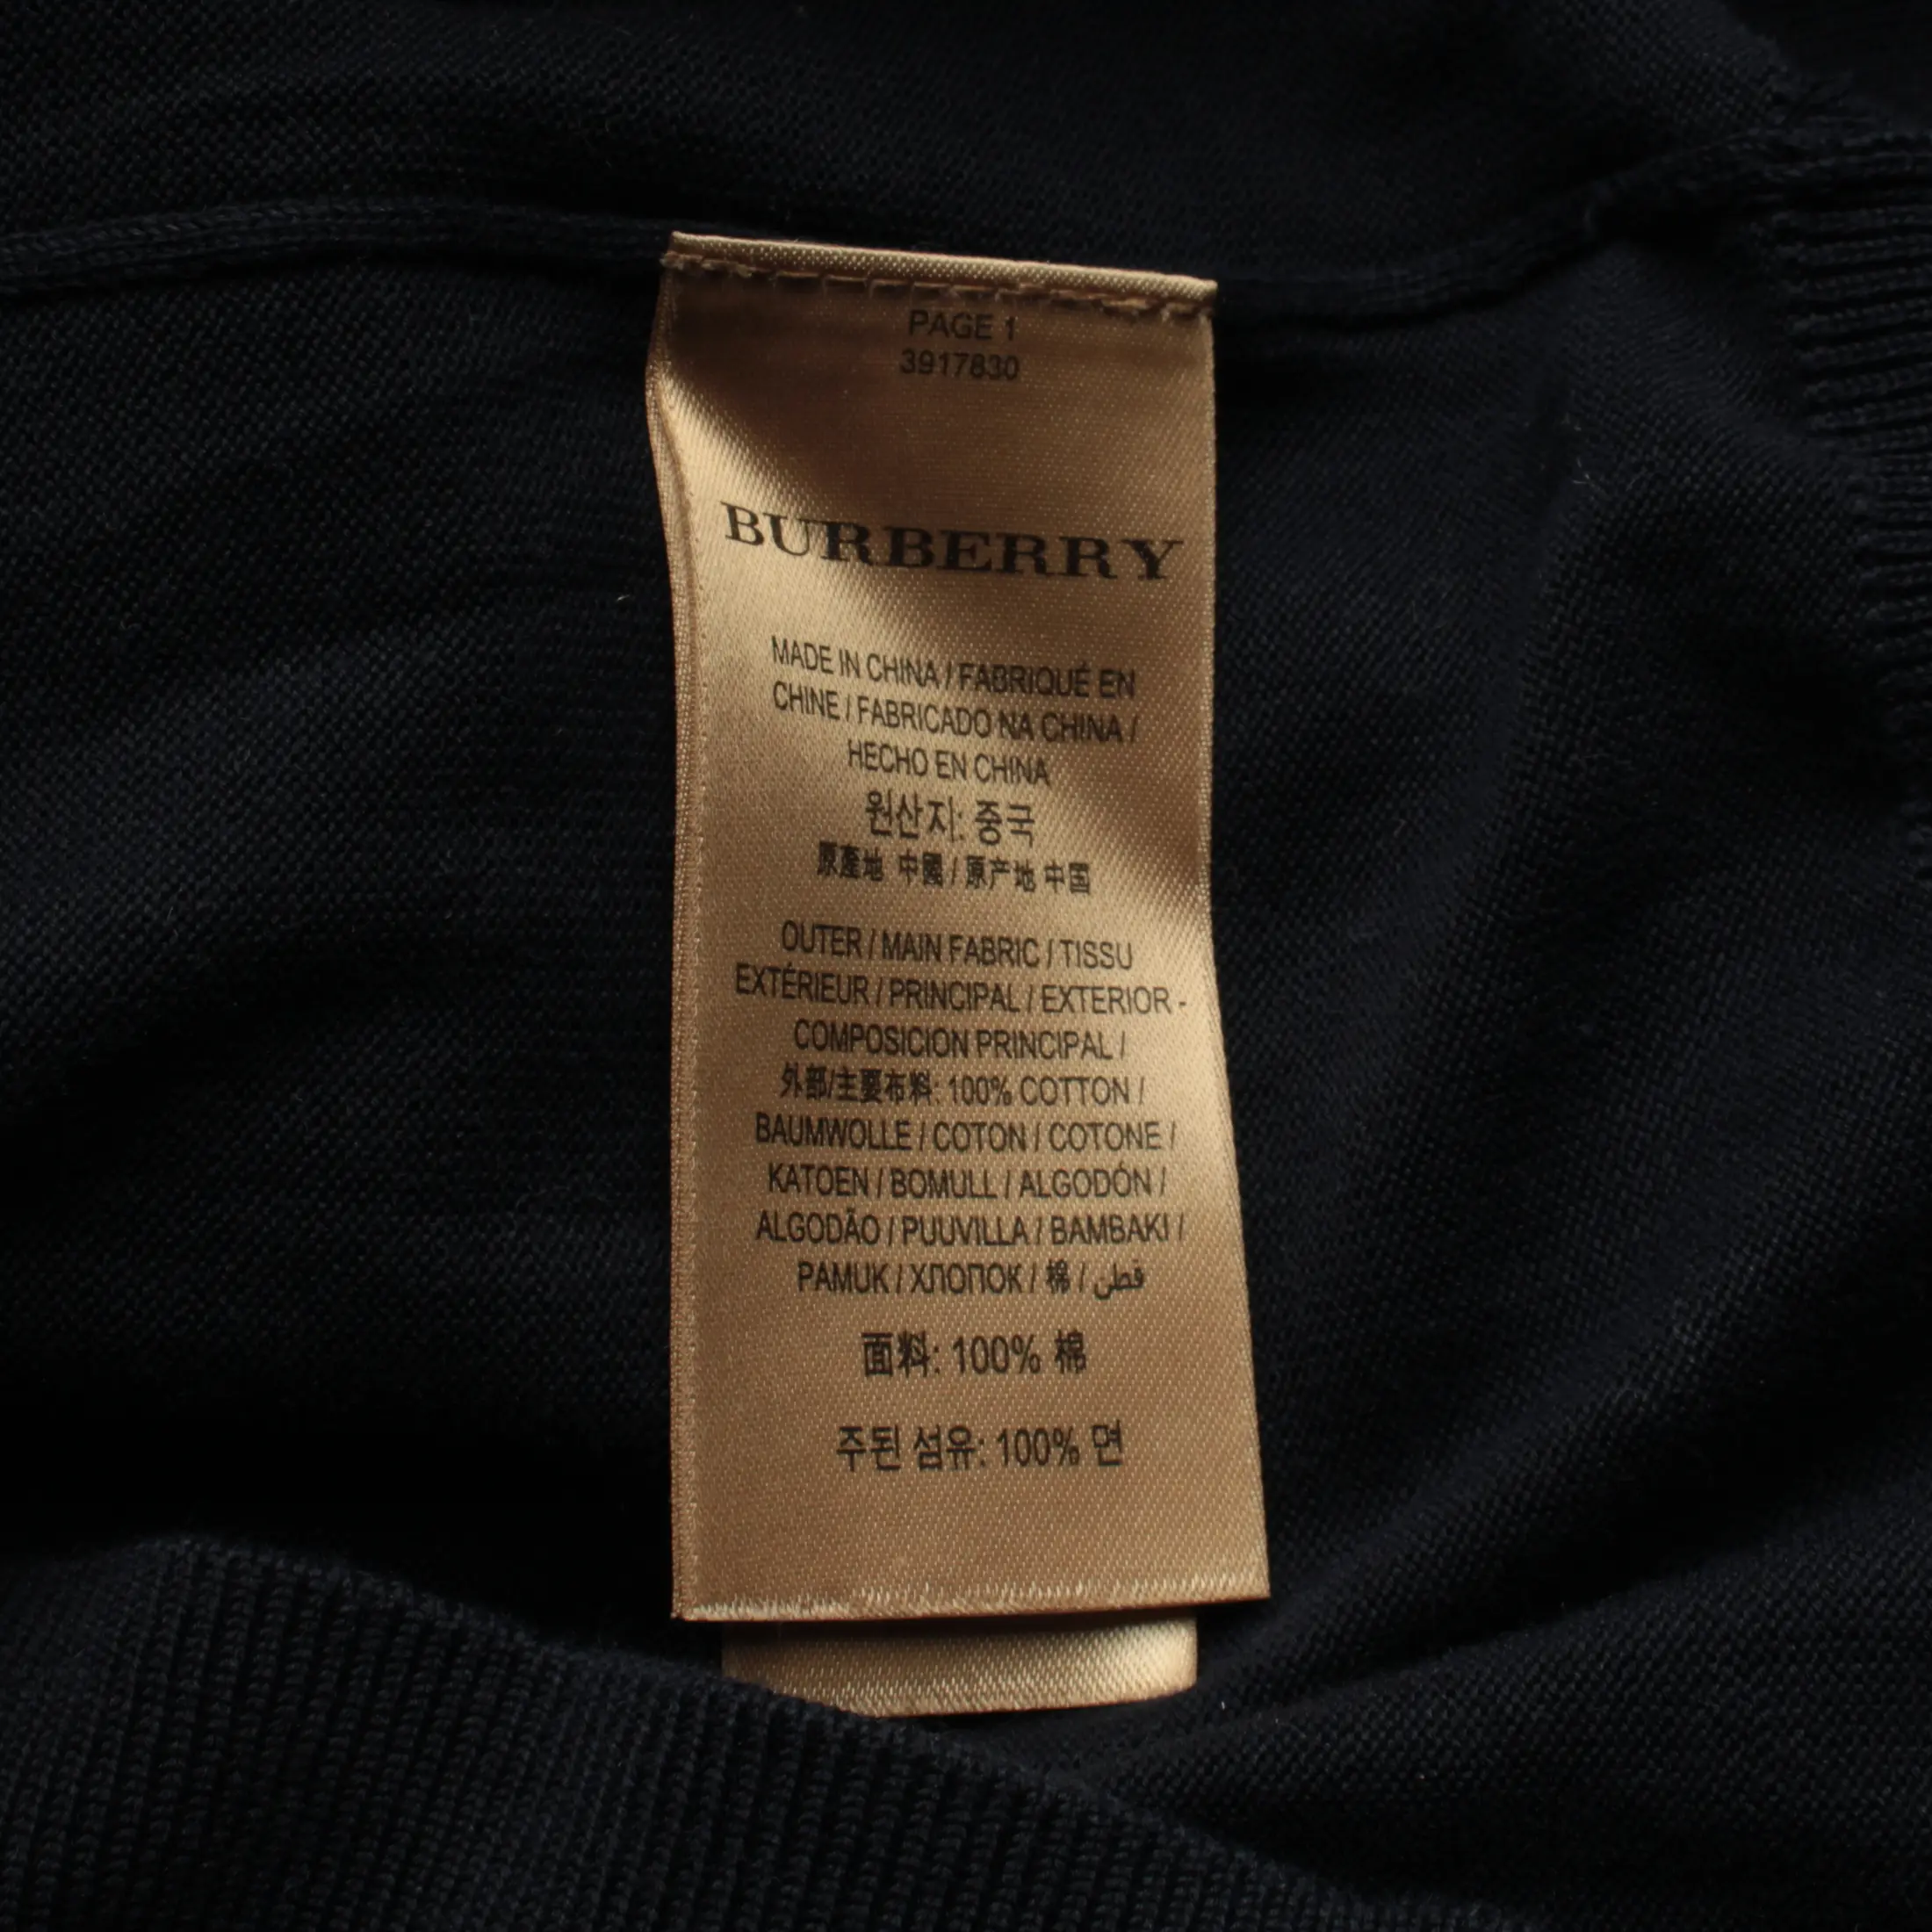 PAGE 1
3917830
BURBERRY
MADE IN CHINA / FABRIQUÉ EN
CHINE / FABRICADO NA CHINA /
HECHO EN CHINA
원산지: 중국
原產地 中國 / 原产地 中国
OUTER / MAIN FABRIC / TISSU
EXTÉRIEUR / PRINCIPAL / EXTERIOR -
COMPOSICION PRINCIPAL /
外部/主要布料: 100% COTTON /
BAUMWOLLE / COTON / COTONE /
KATOEN / BOMULL / ALGODÓN /
ALGODÃO / PUUVILLA / BAMBAKI /
PAMUK / ХЛОПОК / 棉 / قطن
面料: 100% 棉
주된 섬유: 100% 면